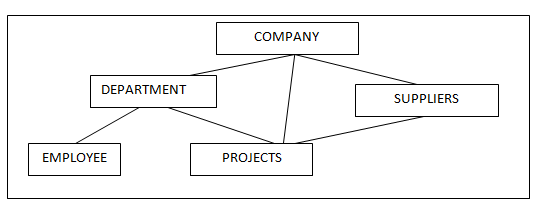 COMPANY
DEPARTMENT
SUPPLIERS
EMPLOYEE
PROJECTS